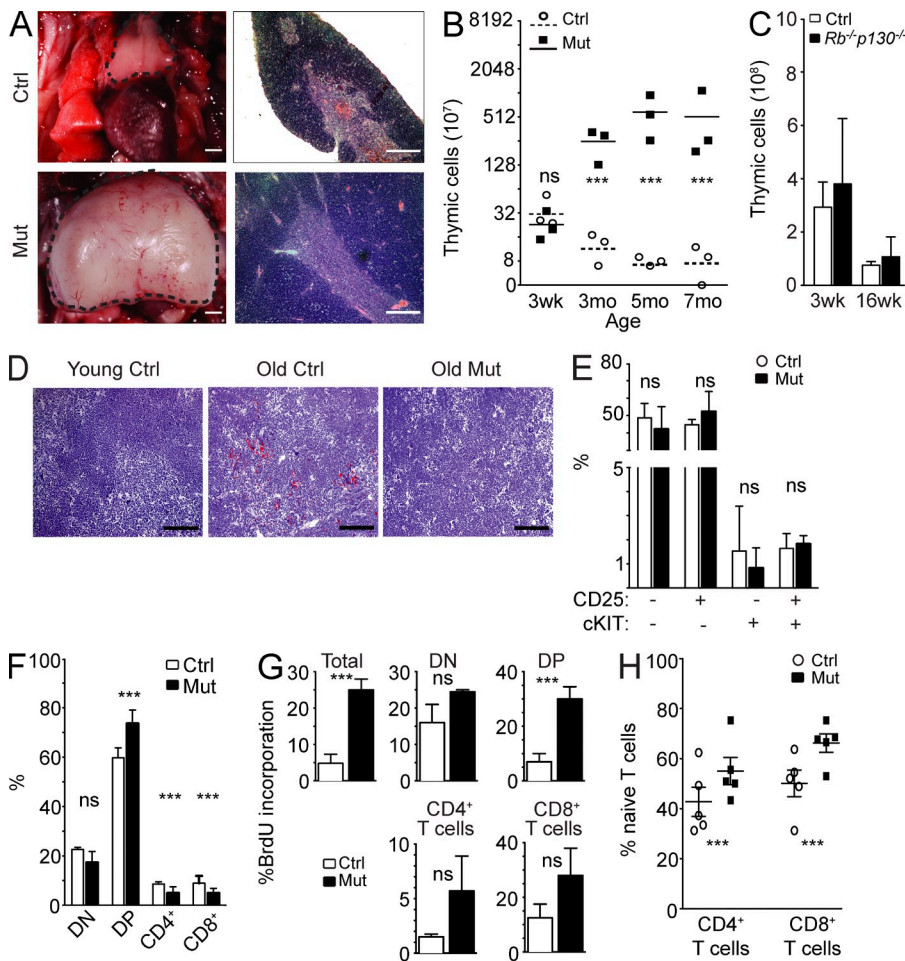 A
Ctrl
Mut
B
Thymic cells (10⁷)
8192
2048
512
128
32
8
0
Ctrl
Mut
ns
***
***
***
3wk
3mo
5mo
7mo
Age
C
Thymic cells (10⁸)
Ctrl
Rb⁻/⁻p130⁻/⁻
10
8
6
4
2
0
3wk
16wk
D
Young Ctrl
Old Ctrl
Old Mut
E
Ctrl
Mut
%
80
50
5
1
ns
ns
ns
ns
CD25: - + - +
cKIT: - - + +
F
Ctrl
Mut
%
100
80
60
40
20
0
ns
***
***
***
DN
DP
CD4⁺
CD8⁺
G
%BrdU incorporation
Total
30
20
10
0
***
DN
30
20
10
0
ns
DP
40
20
0
***
Ctrl
Mut
CD4⁺
T cells
10
5
0
ns
CD8⁺
T cells
40
20
0
ns
H
Ctrl
Mut
% naive T cells
100
80
60
40
20
0
***
***
CD4⁺
T cells
CD8⁺
T cells